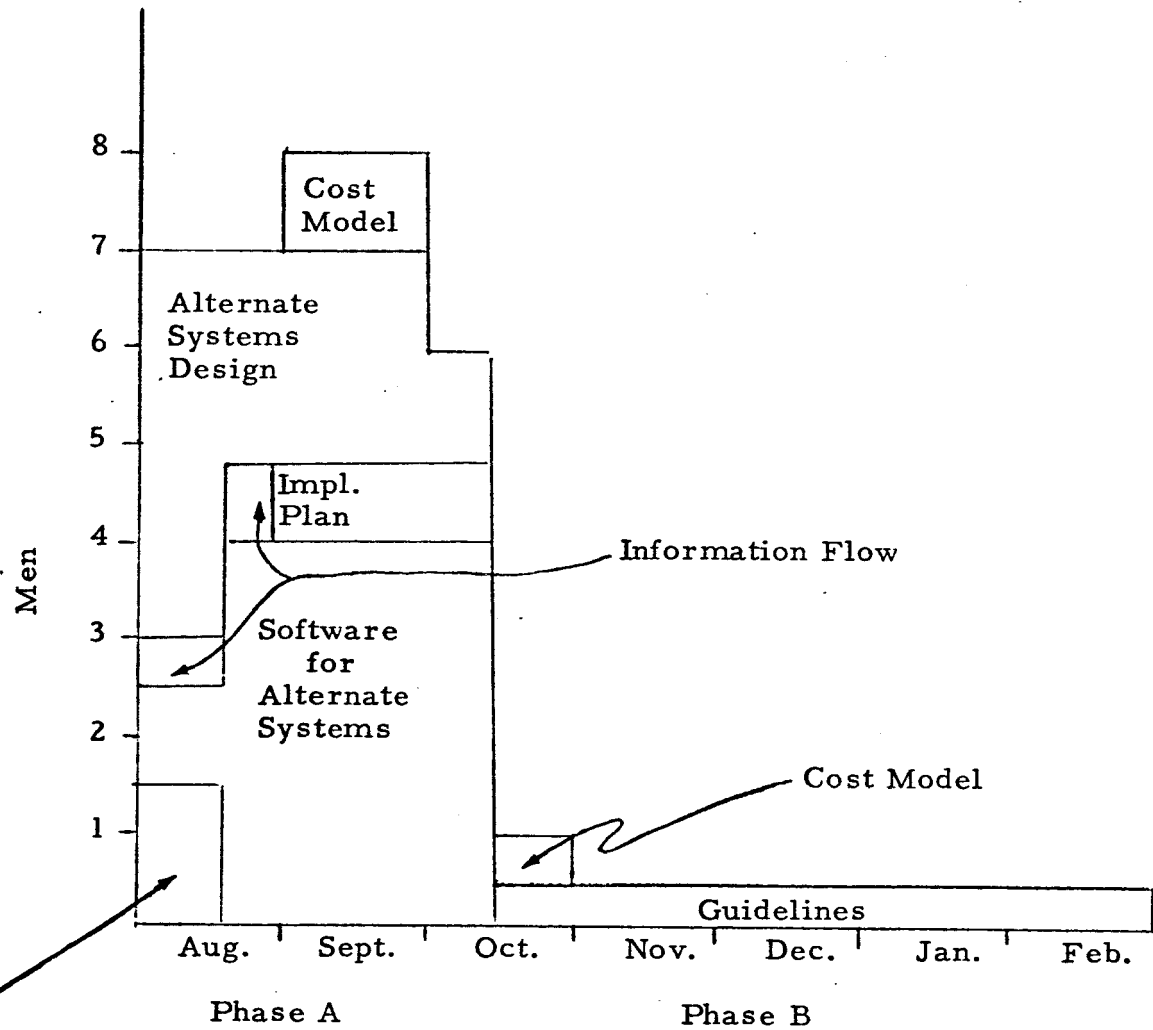 8
Cost
Model
7
Alternate
Systems
Design
6
5
Impl.
Plan
4
Information Flow
Men
3
Software
for
Alternate
Systems
2
Cost Model
1
Guidelines
Aug. Sept. Oct. Nov. Dec. Jan. Feb.
Phase A Phase B